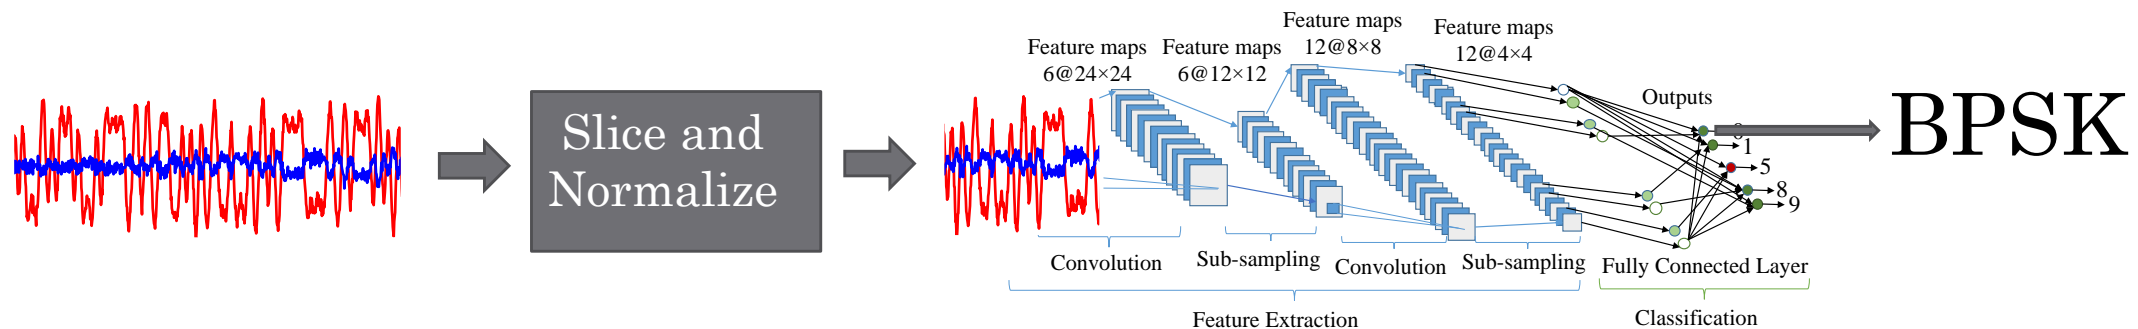 Slice and
Normalize
Feature maps
6@24×24
Feature maps
6@12×12
Feature maps
12@8×8
Feature maps
12@4×4
Outputs
1
5
8
9
BPSK
Convolution
Sub-sampling
Convolution
Sub-sampling
Fully Connected Layer
Feature Extraction
Classification